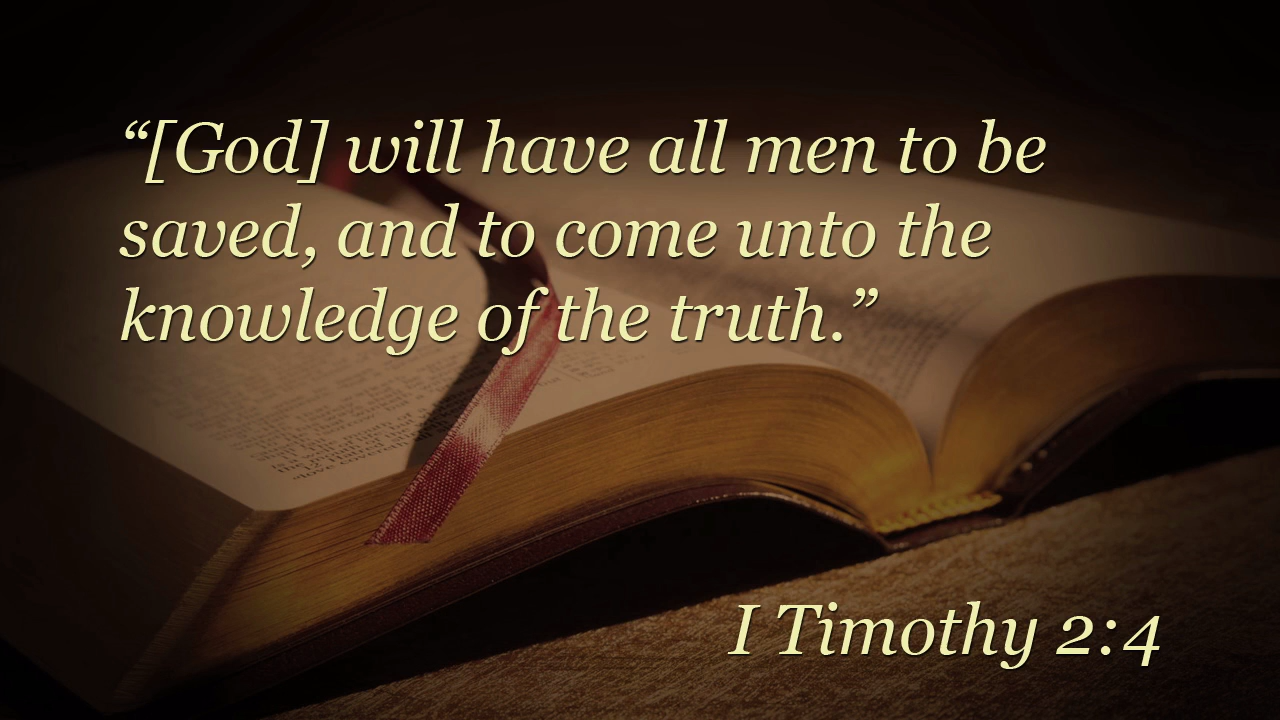 “[God] will have all men to be
saved, and to come unto the
knowledge of the truth.”
I Timothy 2:4